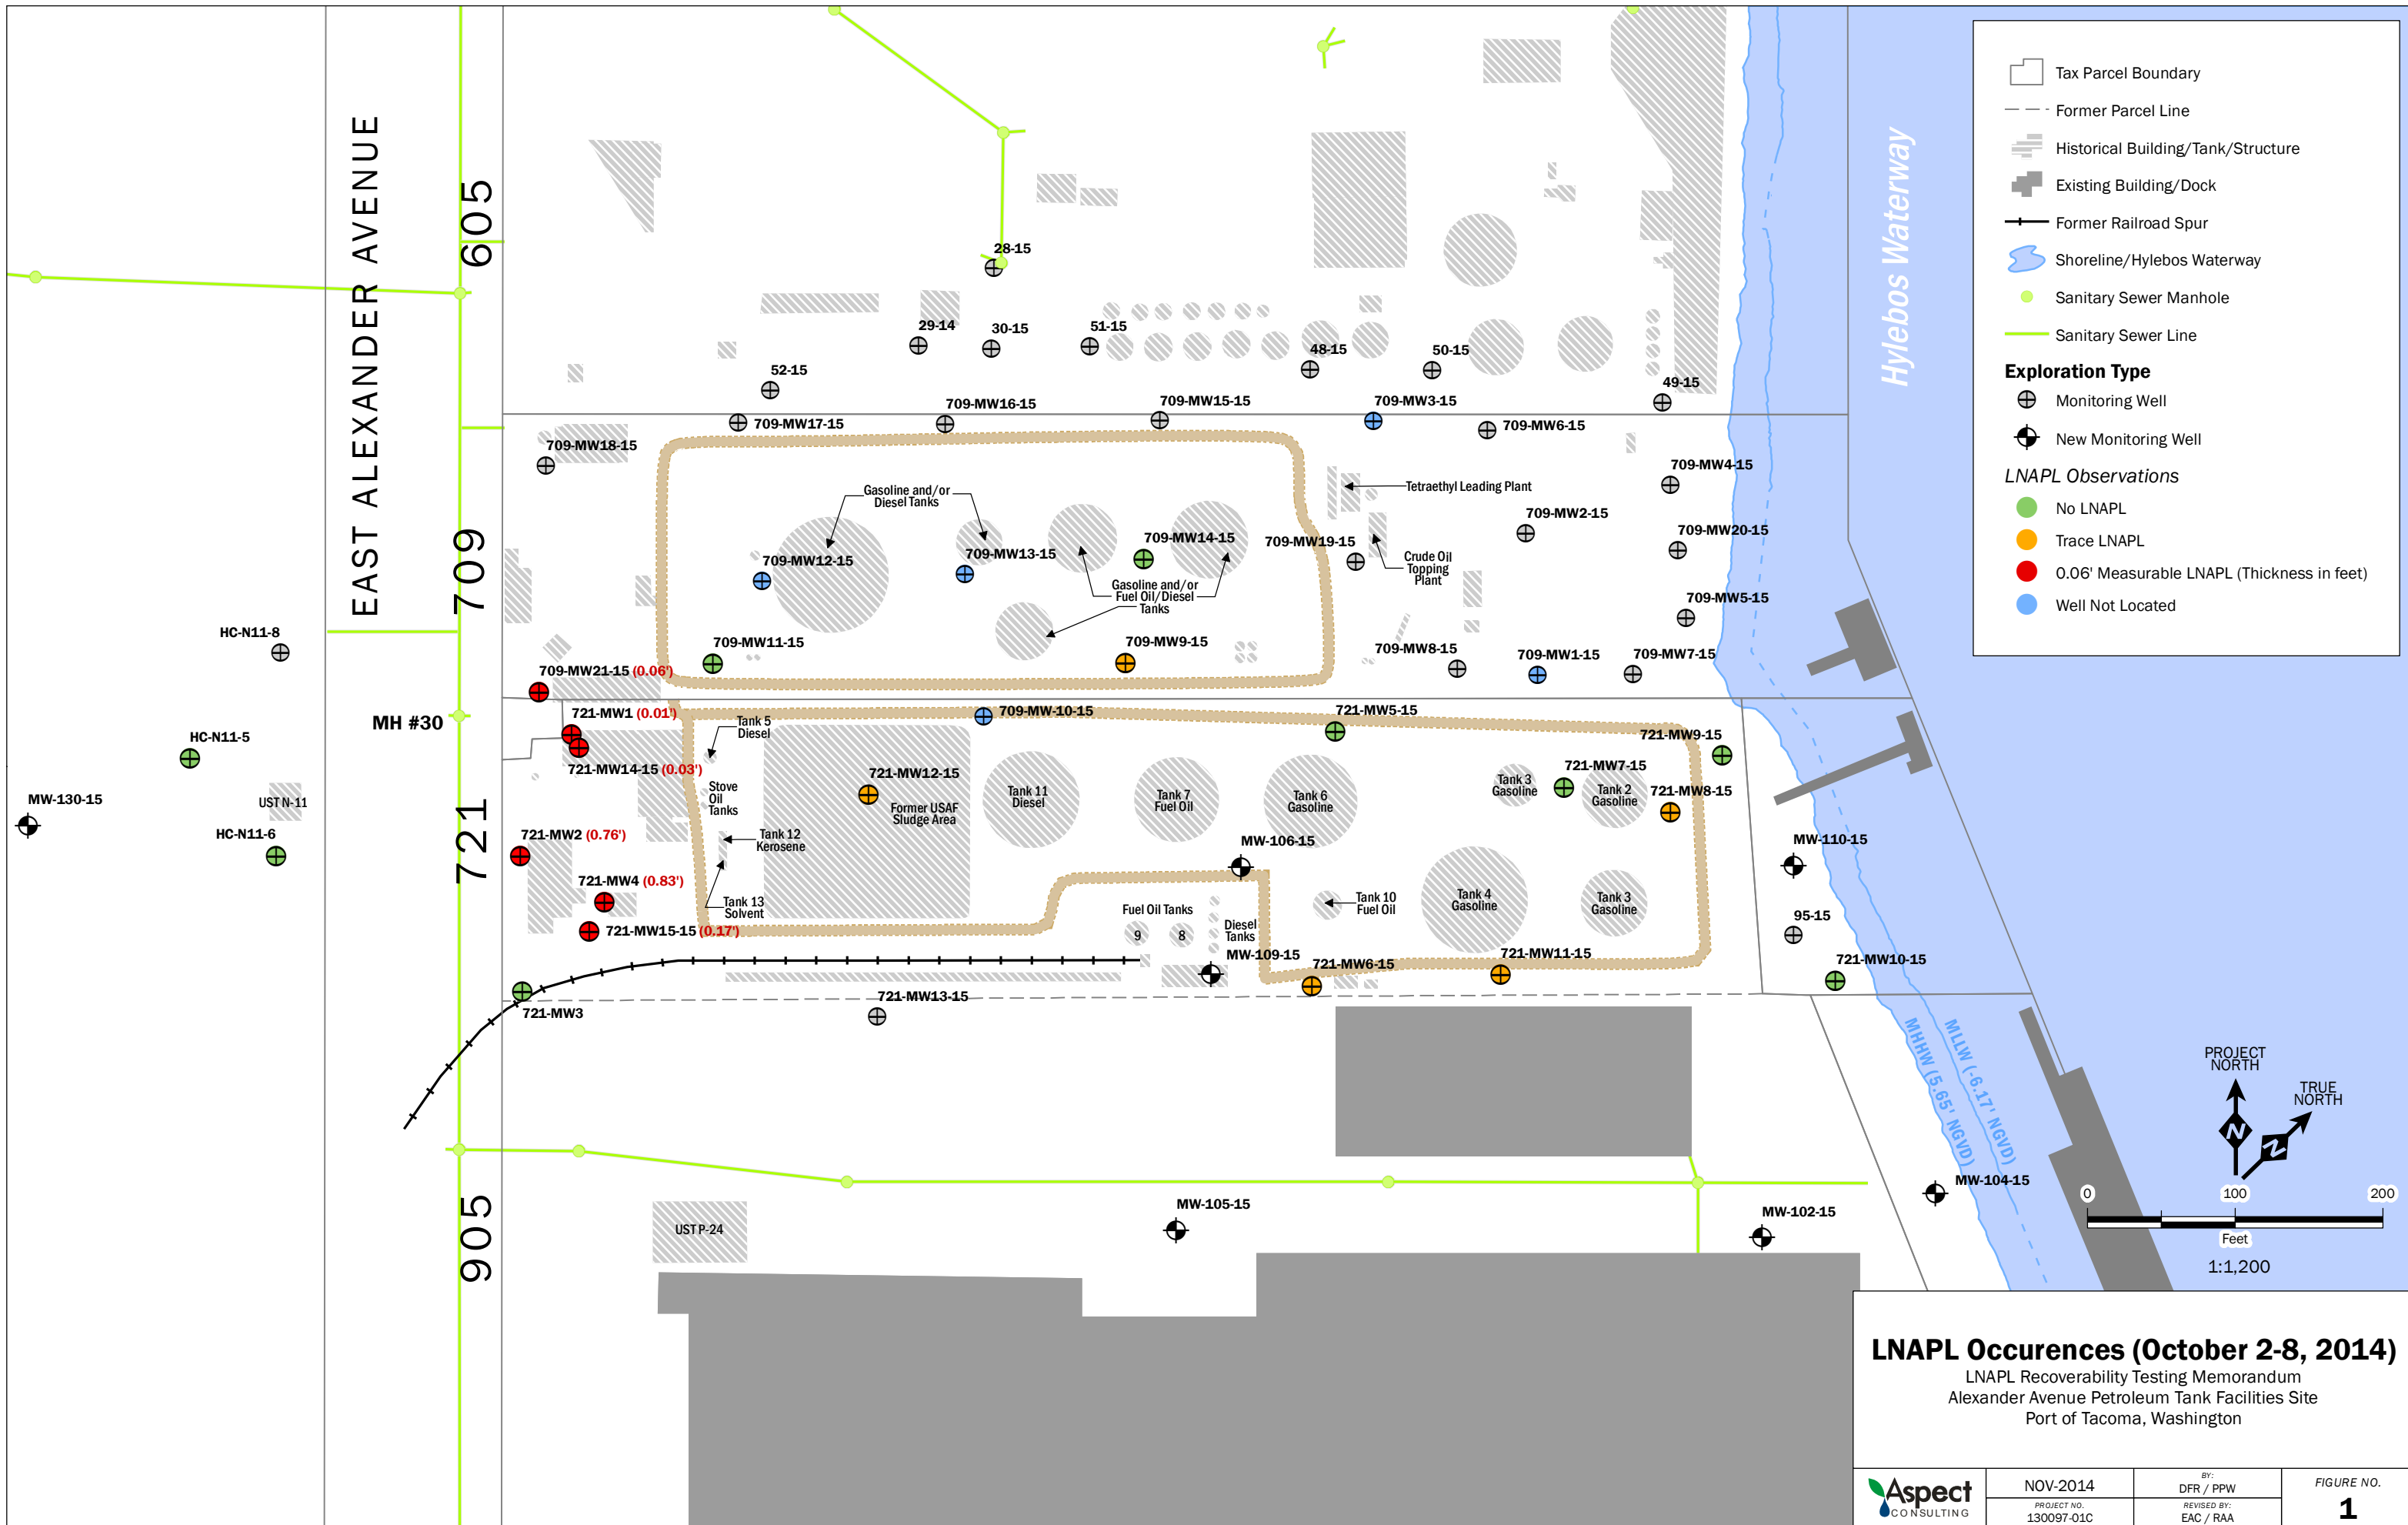 EAST ALEXANDER AVENUE
605
709
721
905
Hylebos Waterway
28-15
29-14
30-15
51-15
48-15
50-15
49-15
52-15
709-MW17-15
709-MW16-15
709-MW15-15
709-MW3-15
709-MW6-15
709-MW18-15
709-MW4-15
Gasoline and/or
Diesel Tanks
Tetraethyl Leading Plant
709-MW2-15
709-MW20-15
709-MW12-15
709-MW13-15
709-MW14-15
709-MW19-15
Crude Oil
Topping
Plant
Gasoline and/or
Fuel Oil/Diesel
Tanks
709-MW5-15
HC-N11-8
709-MW11-15
709-MW9-15
709-MW8-15
709-MW1-15
709-MW7-15
709-MW21-15 (0.06')
MH #30
721-MW1 (0.01')
Tank 5
Diesel
709-MW-10-15
721-MW5-15
HC-N11-5
721-MW9-15
721-MW14-15 (0.03')
721-MW12-15
721-MW7-15
Stove
Oil
Tanks
Former USAF
Sludge Area
Tank 11
Diesel
Tank 7
Fuel Oil
Tank 6
Gasoline
Tank 3
Gasoline
Tank 2
Gasoline
721-MW8-15
MW-130-15
UST N-11
HC-N11-6
721-MW2 (0.76')
Tank 12
Kerosene
MW-106-15
MW-110-15
721-MW4 (0.83')
Tank 13
Solvent
Fuel Oil Tanks
9
8
Diesel
Tanks
Tank 10
Fuel Oil
Tank 4
Gasoline
Tank 3
Gasoline
95-15
721-MW15-15 (0.17')
MW-109-15
721-MW6-15
721-MW11-15
721-MW10-15
721-MW3
721-MW13-15
MHHW (5.65' NGVD)
MLLW (-6.17' NGVD)
UST P-24
MW-105-15
MW-102-15
MW-104-15
Tax Parcel Boundary
Former Parcel Line
Historical Building/Tank/Structure
Existing Building/Dock
Former Railroad Spur
Shoreline/Hylebos Waterway
Sanitary Sewer Manhole
Sanitary Sewer Line
Exploration Type
Monitoring Well
New Monitoring Well
LNAPL Observations
No LNAPL
Trace LNAPL
0.06' Measurable LNAPL (Thickness in feet)
Well Not Located
PROJECT
NORTH
TRUE
NORTH
N
N
0
100
200
Feet
1:1,200
LNAPL Occurences (October 2-8, 2014)
LNAPL Recoverability Testing Memorandum
Alexander Avenue Petroleum Tank Facilities Site
Port of Tacoma, Washington
Aspect
CONSULTING
NOV-2014
PROJECT NO.
130097-01C
BY:
DFR / PPW
REVISED BY:
EAC / RAA
FIGURE NO.
1